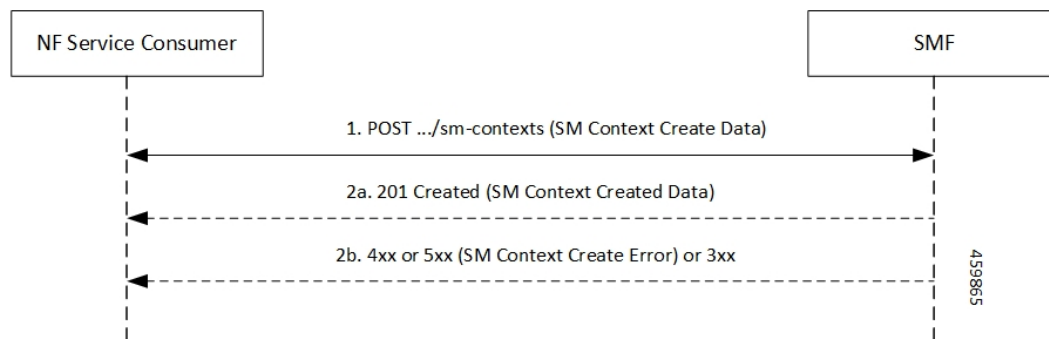 NF Service Consumer
SMF
1. POST .../sm-contexts (SM Context Create Data)
2a. 201 Created (SM Context Created Data)
2b. 4xx or 5xx (SM Context Create Error) or 3xx
459865